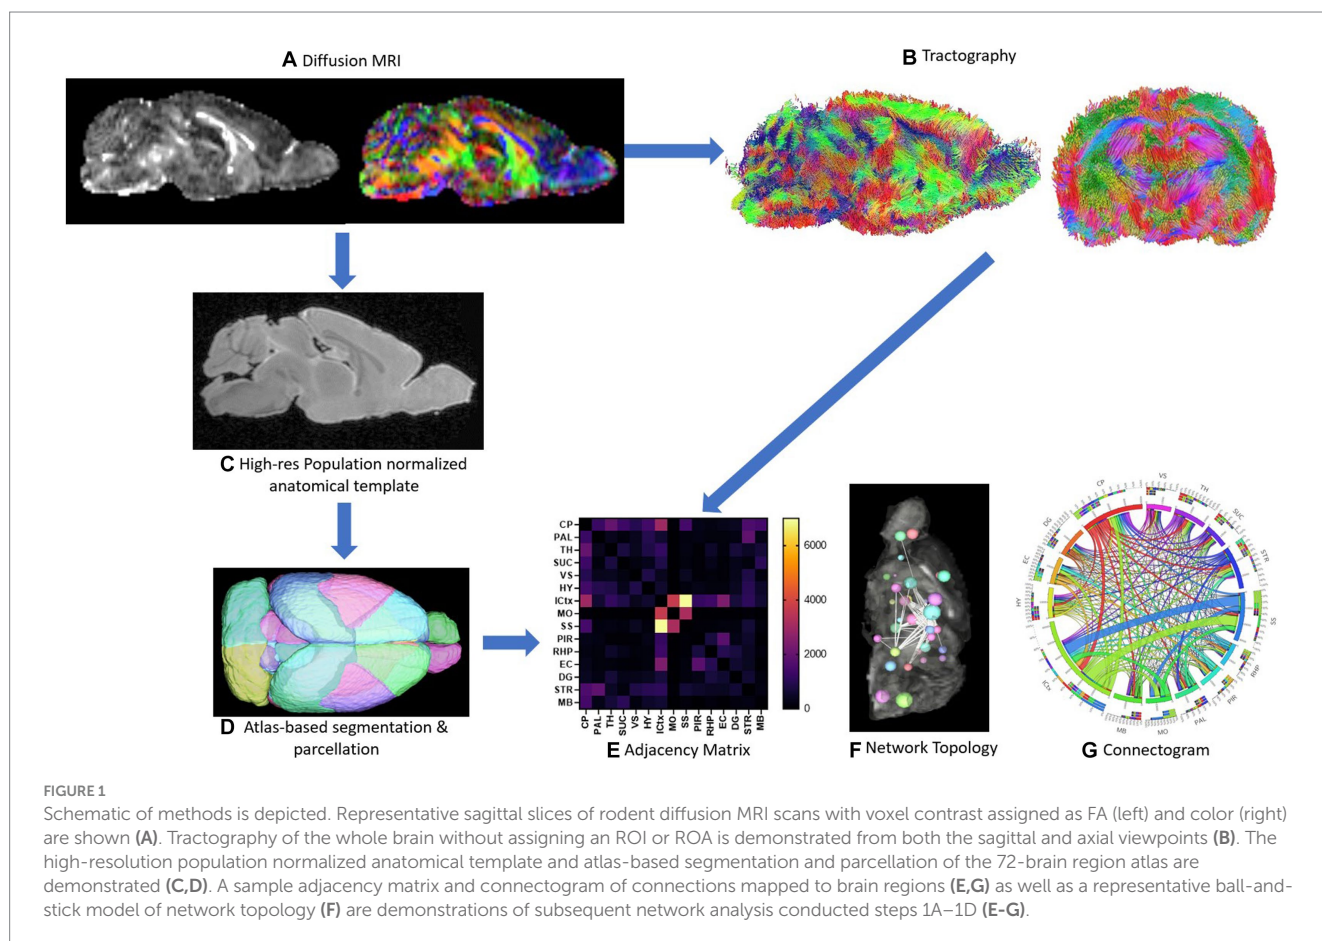 A Diffusion MRI
B Tractography
C High-res Population normalized
anatomical template
D Atlas-based segmentation &
parcellation
CP
PAL
TH
SUC
VS
HY
ICtx
MO
SS
PIR
RHP
EC
DG
STR
MB
CP
PAL
TH
SUC
VS
HY
ICtx
MO
SS
PIR
RHP
EC
DG
STR
MB
6000
4000
2000
0
E Adjacency Matrix
F Network Topology
CP
VS
TH
SUC
STR
SS
RHP
PIR
PAL
MO
MB
ICtx
HY
EC
DG
G Connectogram
FIGURE 1
Schematic of methods is depicted. Representative sagittal slices of rodent diffusion MRI scans with voxel contrast assigned as FA (left) and color (right)
are shown (A). Tractography of the whole brain without assigning an ROI or ROA is demonstrated from both the sagittal and axial viewpoints (B). The
high-resolution population normalized anatomical template and atlas-based segmentation and parcellation of the 72-brain region atlas are
demonstrated (C,D). A sample adjacency matrix and connectogram of connections mapped to brain regions (E,G) as well as a representative ball-and-
stick model of network topology (F) are demonstrations of subsequent network analysis conducted steps 1A–1D (E-G).